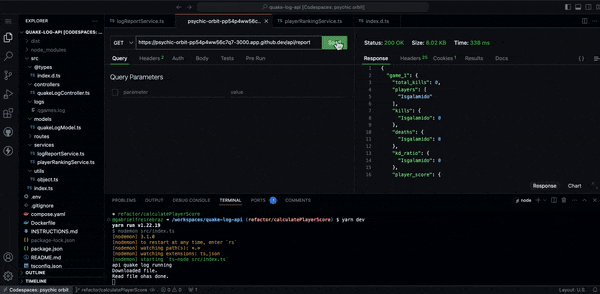 quake-log-api [Codespaces: psychic orbit]
quake-log-api [Codespaces: psychic orbit]
dist
node_modules
src
@types
index.d.ts
controllers
quakeLogController.ts
logs
qgames.log
models
quakeLogModel.ts
routes
services
logReportService.ts
playerRankingService.ts
utils
index.ts
.env
.gitignore
compose.yaml
Dockerfile
INSTRUCTIONS.md
package-lock.json
package.json
README.md
tsconfig.json
OUTLINE
TIMELINE
logReportService.ts
psychic-orbit-pp54p4ww56c...
playerRankingService.ts
index.d.ts
GET
https://psychic-orbit-pp54p4ww56c7q7-3000.app.github.dev/api/report
Query Headers 2 Auth Body Tests Pre Run
Query Parameters
parameter value
Status: 200 OK Size: 8.02 KB Time: 338 ms
Response Headers Cookies Results Docs
1 {
2 "game_1": {
3 "total_kills": 0,
4 "players": [
5 "Isgalamido"
6 ],
7 "kills": {
8 "Isgalamido": 0
9 },
10 "deaths": {
11 "Isgalamido": 0
12 },
13 "kd_ratio": {
14 "Isgalamido": 0
15 },
16 "player_score": {
Response Chart
PROBLEMS OUTPUT DEBUG CONSOLE TERMINAL PORTS 1 COMMENTS
node
refactor/calculatePlayerScore
/workspaces/quake-log-api (refactor/calculatePlayerScore) $ yarn dev
yarn run v1.22.19
$ nodemon src/index.ts
[nodemon] 3.1.0
[nodemon] to restart at any time, enter `rs`
[nodemon] watching path(s): *.*
[nodemon] watching extensions: ts,json
[nodemon] starting `ts-node src/index.ts`
api quake log running
Downloaded file.
Read file ohas done.
Codespaces: psychic orbit
refactor/calculatePlayerScore
Layout: US